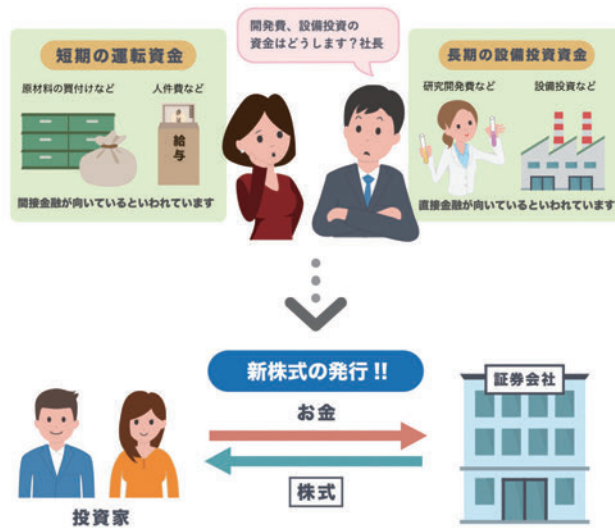 開発費、設備投資の
資金はどうします？社長
短期の運転資金
原材料の買付けなど
人件費など
給与
間接金融が向いているといわれています
長期の設備投資資金
研究開発費など
設備投資など
直接金融が向いているといわれています
新株式の発行!!
お金
株式
投資家
証券会社